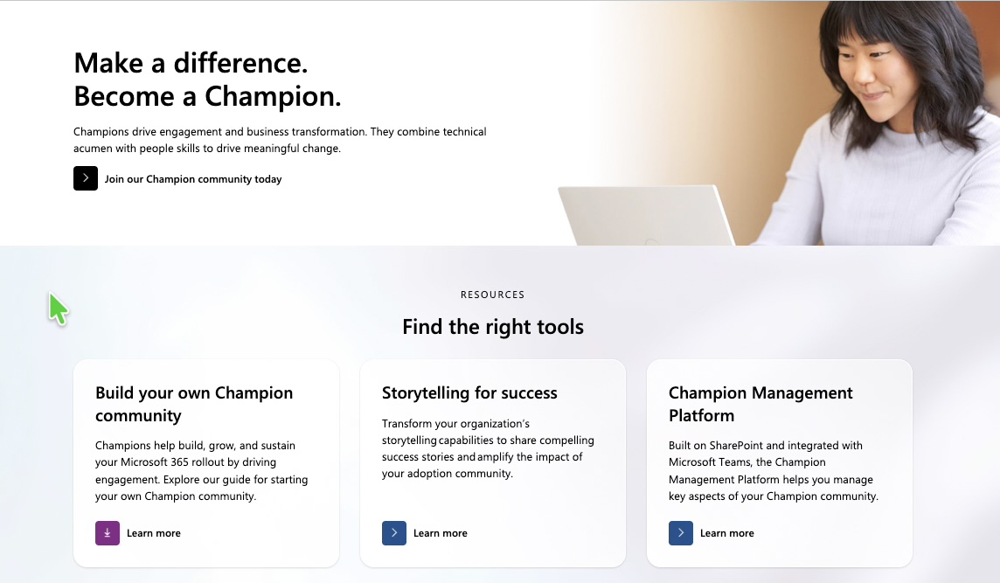 Make a difference.
Become a Champion.
Champions drive engagement and business transformation. They combine technical
acumen with people skills to drive meaningful change.
Join our Champion community today
RESOURCES
Find the right tools
Build your own Champion
community
Champions help build, grow, and sustain
your Microsoft 365 rollout by driving
engagement. Explore our guide for starting
your own Champion community.
Learn more
Storytelling for success
Transform your organization’s
storytelling capabilities to share compelling
success stories and amplify the impact of
your adoption community.
Learn more
Champion Management
Platform
Built on SharePoint and integrated with
Microsoft Teams, the Champion
Management Platform helps you manage
key aspects of your Champion community.
Learn more